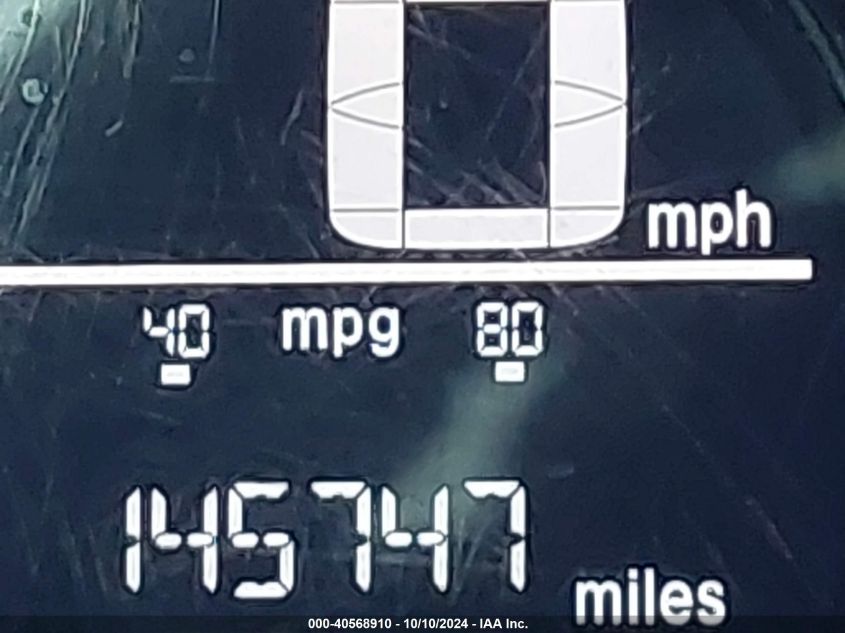 0 mph
40 mpg 80
145747 miles
000-40568910 - 10/10/2024 - IAA Inc.